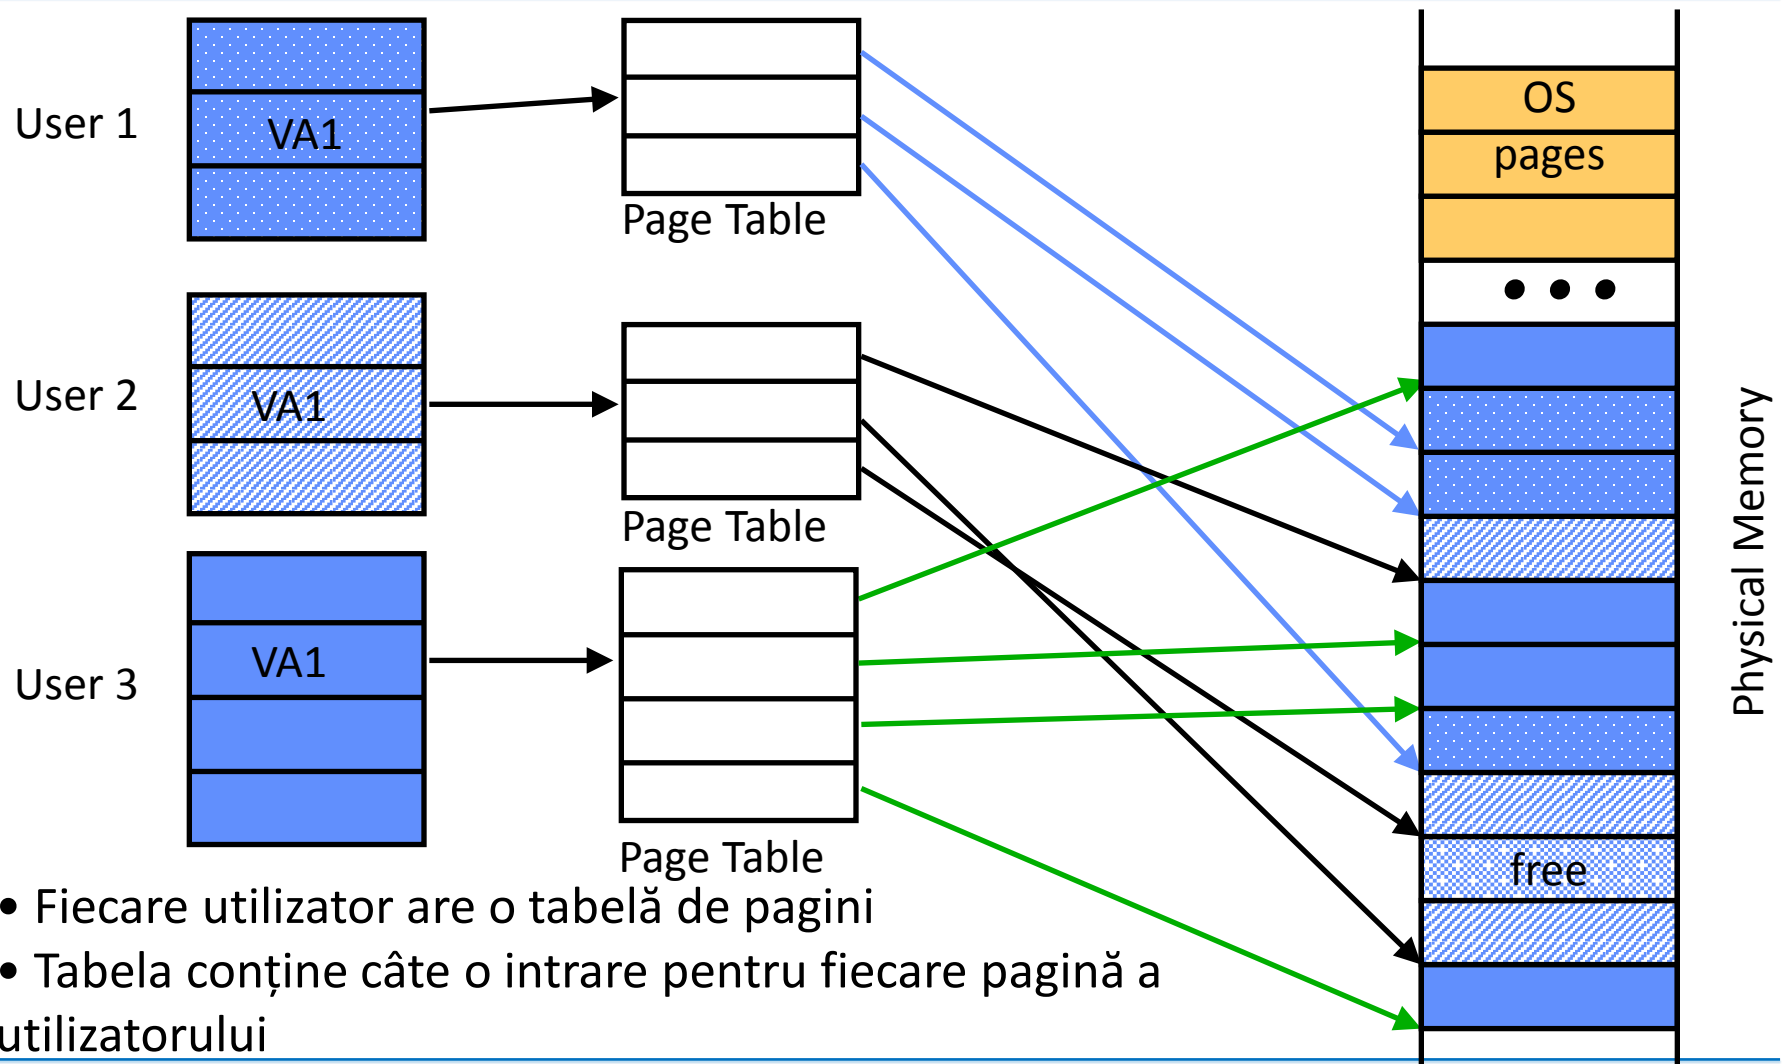 User 1
VA1
Page Table
User 2
VA1
Page Table
User 3
VA1
Page Table
OS
pages
free
Physical Memory
• Fiecare utilizator are o tabelă de pagini
• Tabela conține câte o intrare pentru fiecare pagină a
utilizatorului